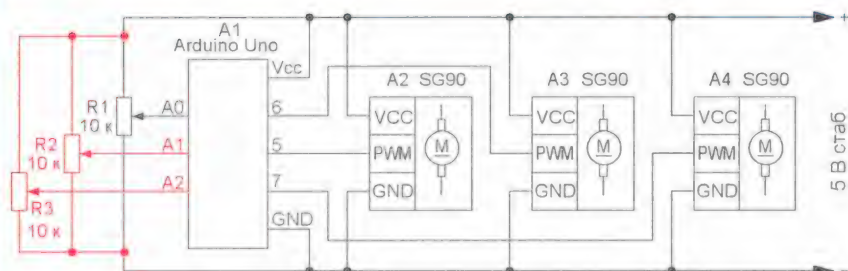 A1
Arduino Uno
+
Vcc
A2 SG90
A3 SG90
A4 SG90
R1
10 к
A0
6
VCC
VCC
VCC
R2
10 к
A1
5
PWM
M
PWM
M
PWM
M
A2
7
GND
GND
GND
R3
10 к
GND
5 В стаб
-